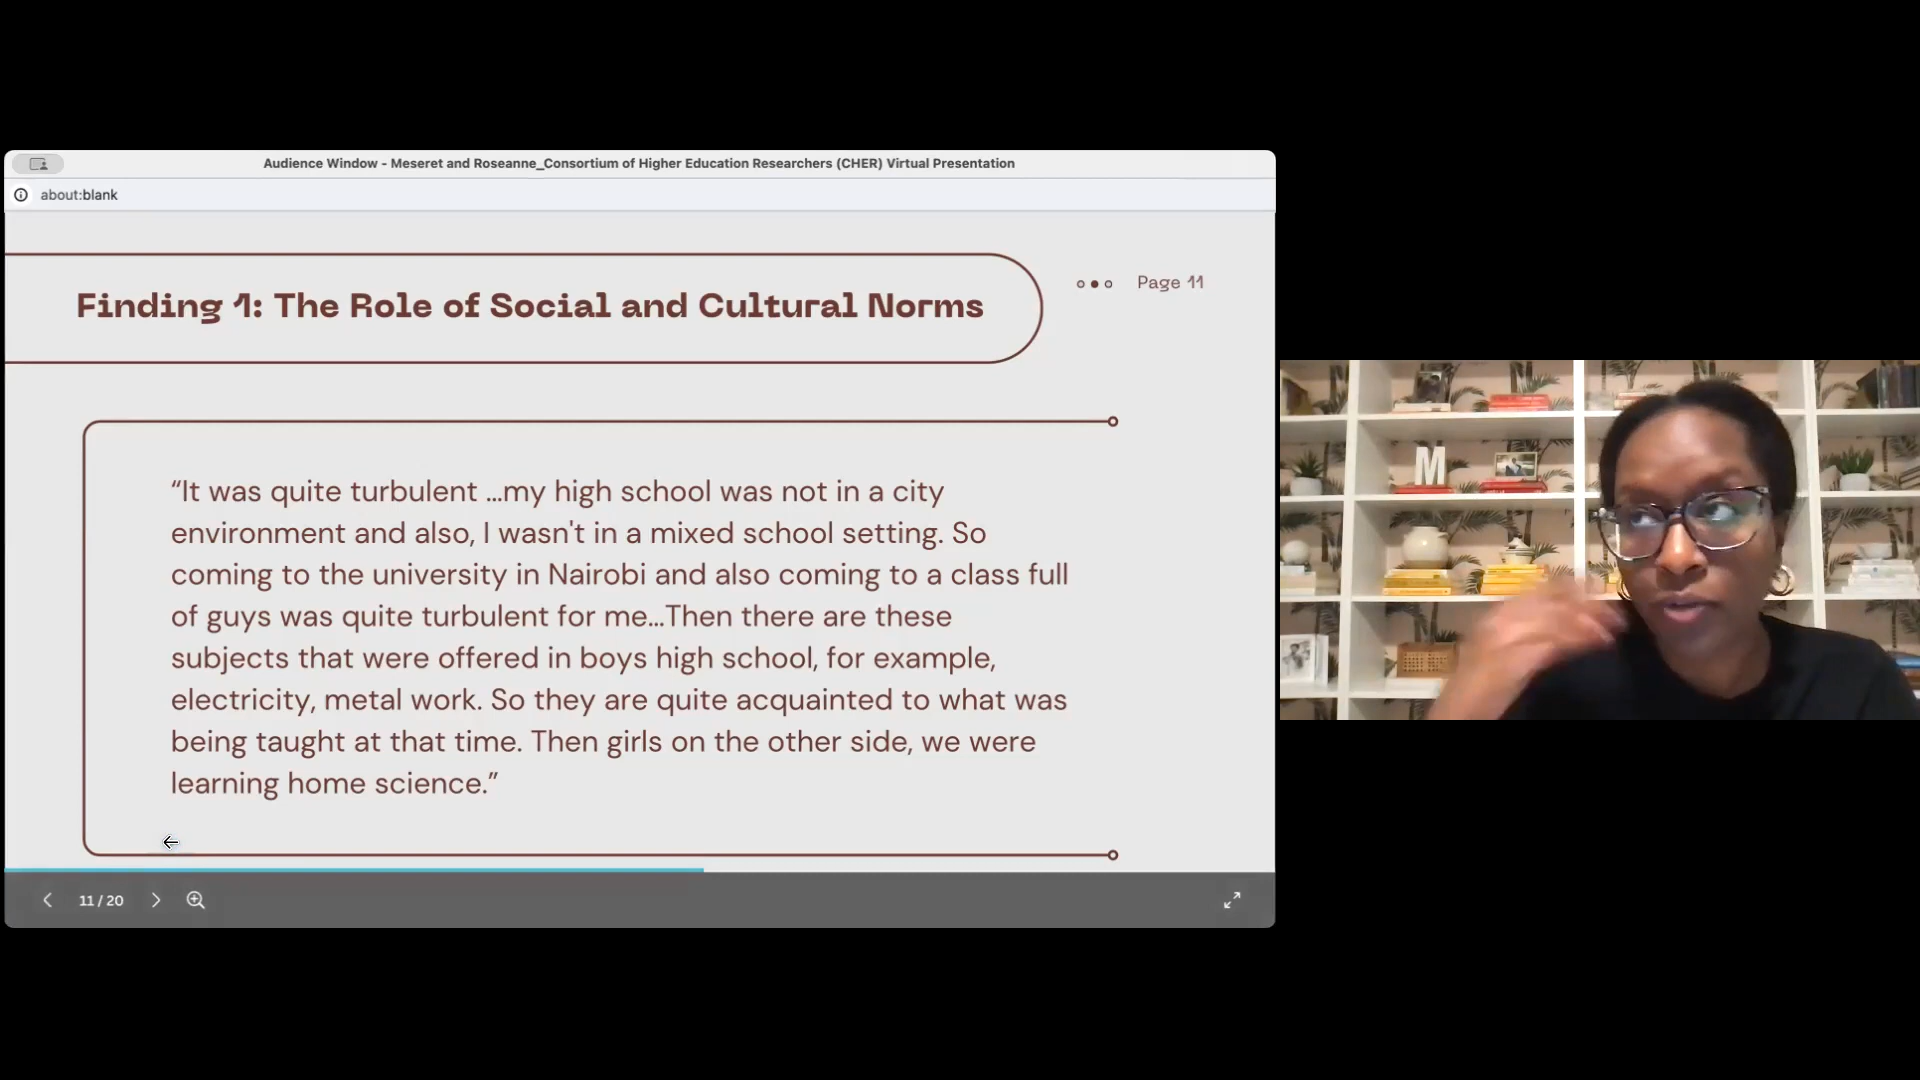 Audience Window - Meseret and Roseanne_Consortium of Higher Education Researchers (CHER) Virtual Presentation
about:blank
Finding 1: The Role of Social and Cultural Norms
Page 11
“It was quite turbulent ...my high school was not in a city
environment and also, I wasn't in a mixed school setting. So
coming to the university in Nairobi and also coming to a class full
of guys was quite turbulent for me...Then there are these
subjects that were offered in boys high school, for example,
electricity, metal work. So they are quite acquainted to what was
being taught at that time. Then girls on the other side, we were
learning home science.”
11 / 20
M